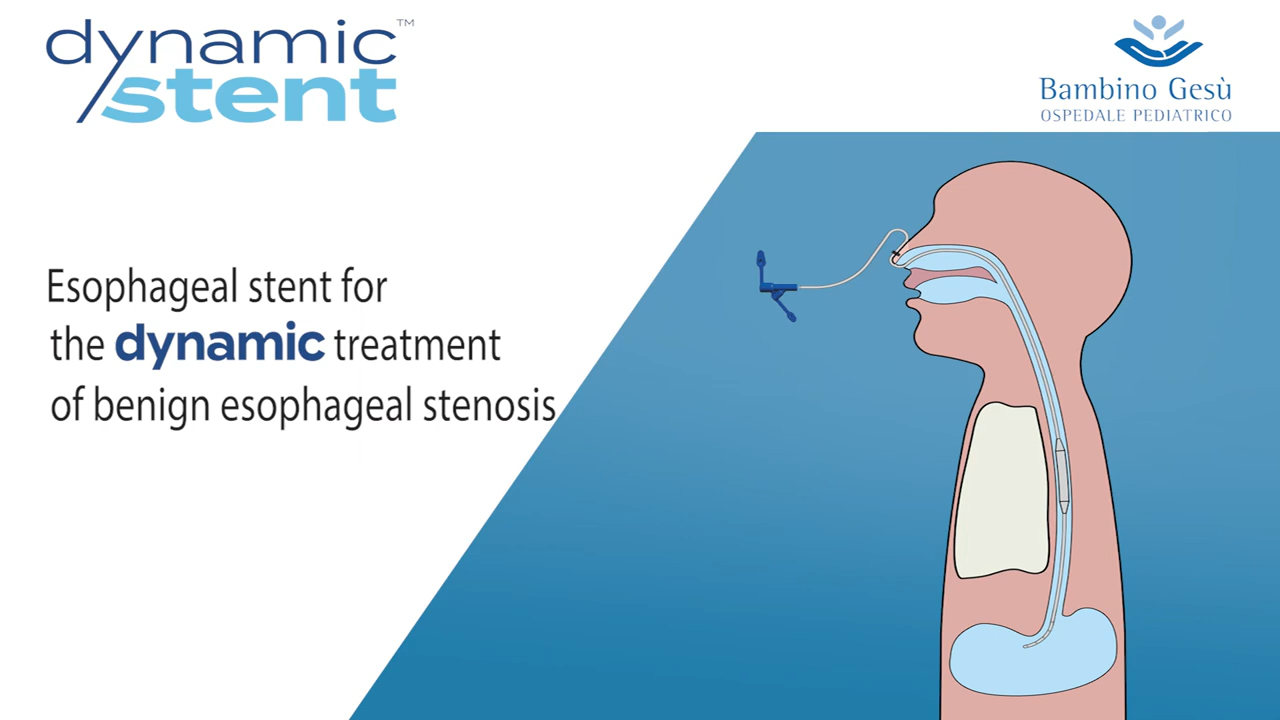 dynamic™
stent
Bambino Gesù
OSPEDALE PEDIATRICO
Esophageal stent for
the dynamic treatment
of benign esophageal stenosis